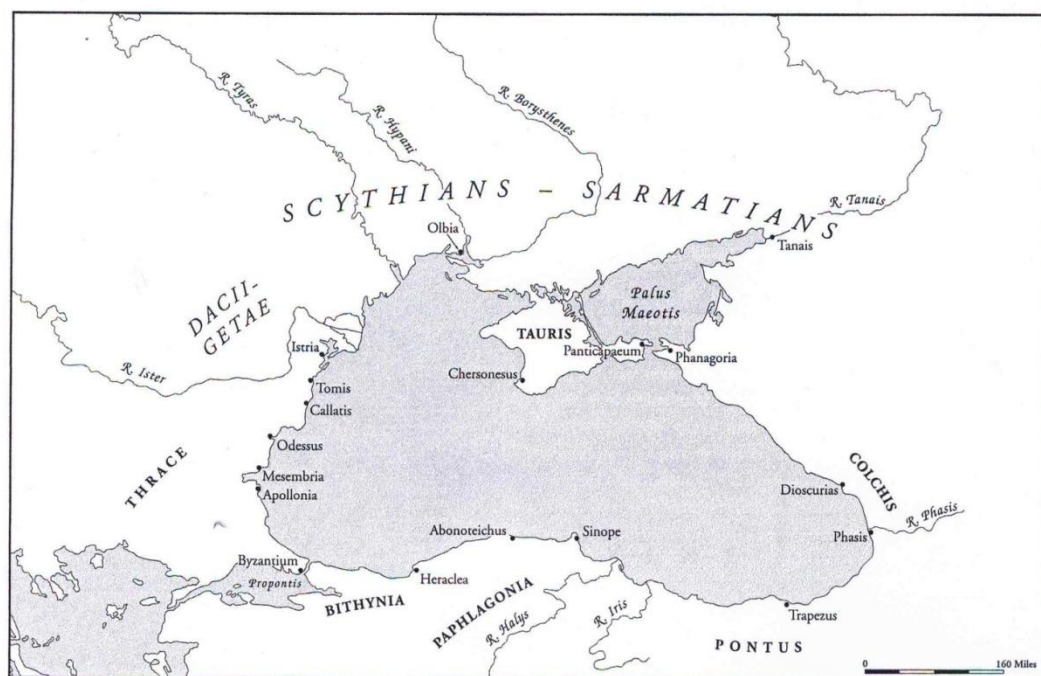 R. Tyras
R. Hypani
R. Borysthenes
SCYTHIANS – SARMATIANS
R. Tanais
Olbia
Tanais
DACII-
GETAE
Palus
Maeotis
TAURIS
Istria
Panticapaeum
Phanagoria
R. Ister
Tomis
Chersonesus
Callatis
Odessus
THRACE
Mesembria
Apollonia
Dioscurias
COLCHIS
R. Phasis
Phasis
Abonoteichus
Sinope
Byzantium
Propontis
Heraclea
BITHYNIA
PAPHLAGONIA
R. Halys
R. Iris
Trapezus
PONTUS
0 160 Miles